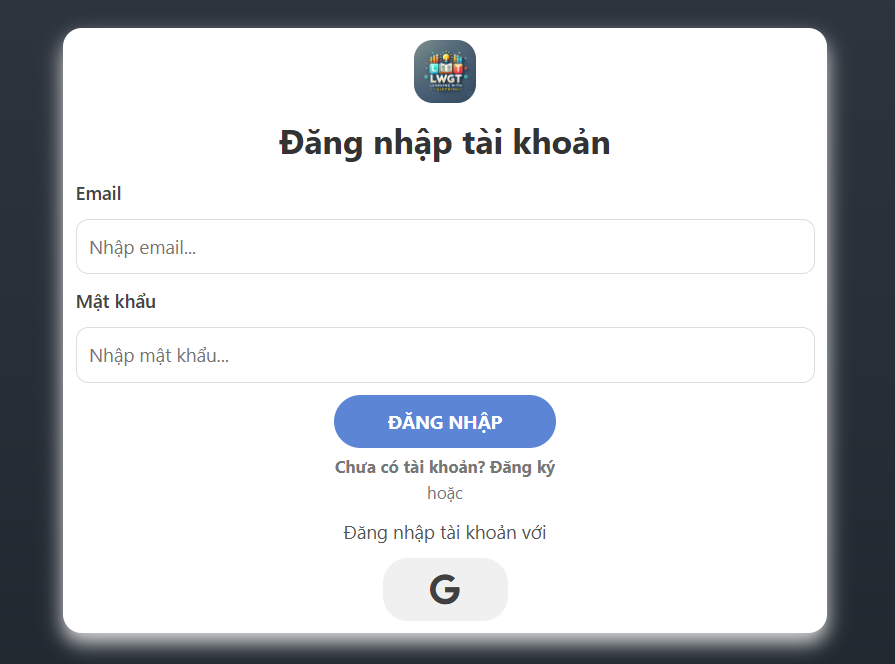 LWGT
Đăng nhập tài khoản
Email
Nhập email...
Mật khẩu
Nhập mật khẩu...
ĐĂNG NHẬP
Chưa có tài khoản? Đăng ký
hoặc
Đăng nhập tài khoản với
G